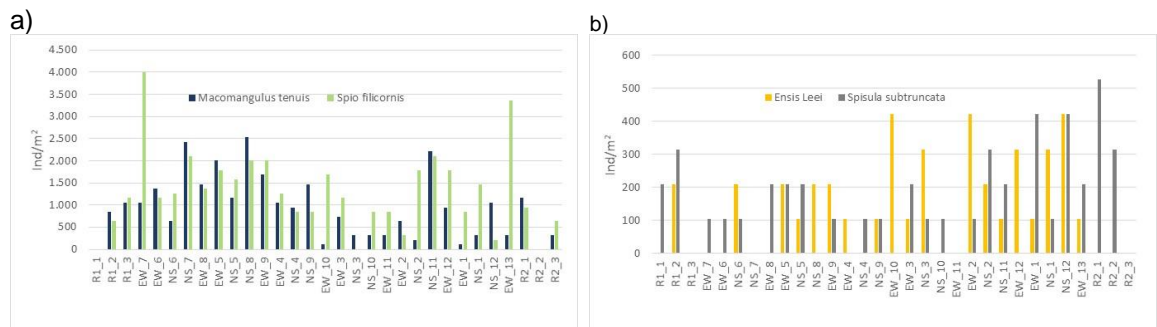 a)
4.500
4.000
3.500
3.000
2.500
2.000
1.500
1.000
500
0
Ind/m²
Macomangulus tenuis
Spio filicornis
R1_1
R1_2
R1_3
EW_7
EW_6
NS_6
NS_7
EW_8
EW_5
NS_5
NS_8
EW_9
EW_4
NS_4
NS_9
EW_10
EW_3
NS_3
NS_10
EW_11
EW_2
NS_2
NS_11
EW_12
EW_1
NS_1
NS_12
EW_13
R2_1
R2_2
R2_3
b)
600
500
400
300
200
100
0
Ind/m²
Ensis Leei
Spisula subtruncata
R1_1
R1_2
R1_3
EW_7
EW_6
NS_6
NS_7
EW_8
EW_5
NS_5
NS_8
EW_9
EW_4
NS_4
NS_9
EW_10
EW_3
NS_3
NS_10
EW_11
EW_2
NS_2
NS_11
EW_12
EW_1
NS_1
NS_12
EW_13
R2_1
R2_2
R2_3